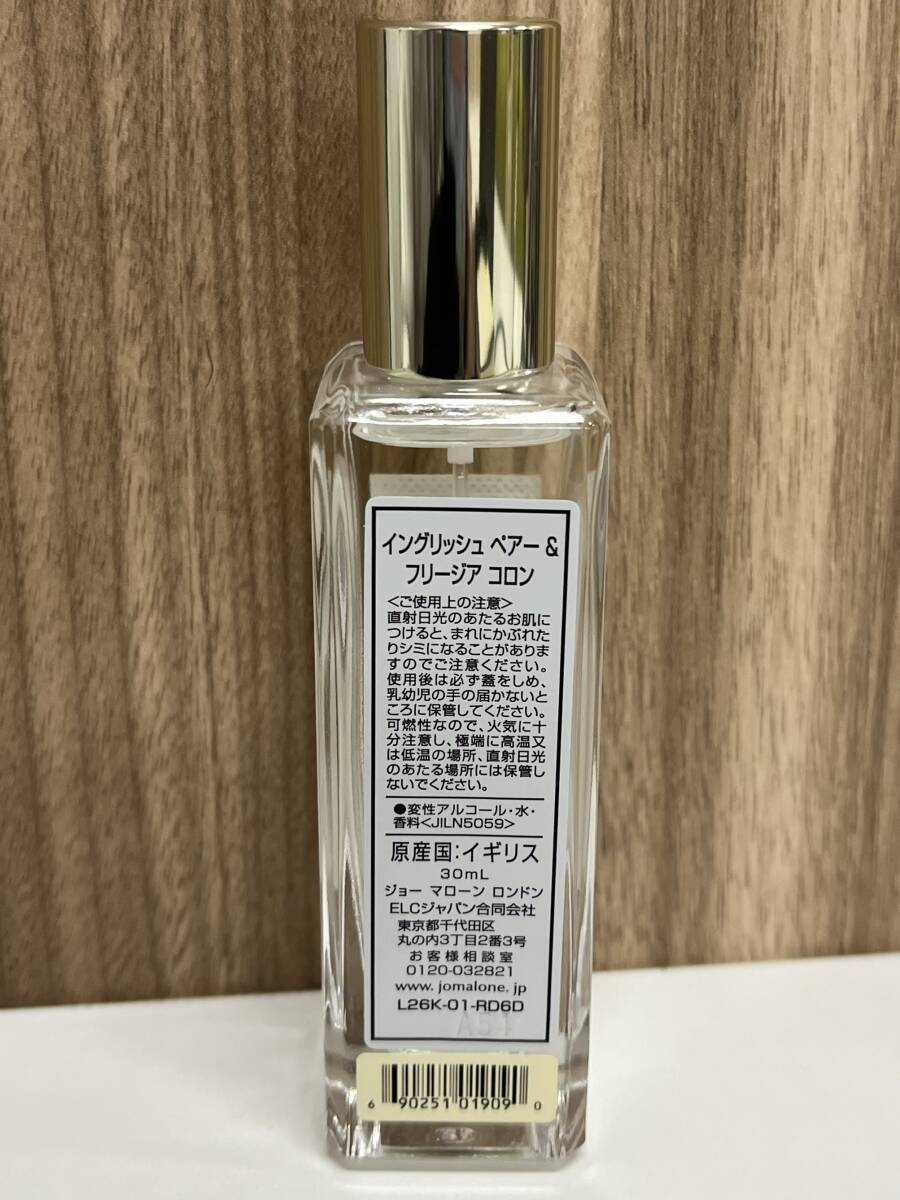 イングリッシュ ペアー &
フリージア コロン
<ご使用上の注意>
直射日光のあたるお肌に
つけると、まれにかぶれた
りシミになることがありま
すのでご注意ください。
使用後は必ず蓋をしめ、
乳幼児の手の届かないと
ころに保管してください。
可燃性なので、火気に十
分注意し、極端に高温又
は低温の場所、直射日光
のあたる場所には保管し
ないでください。
●変性アルコール・水・
香料<JILN5059>
原産国:イギリス
30mL
ジョー マローン ロンドン
ELCジャパン合同会社
東京都千代田区
丸の内3丁目2番3号
お客様相談室
0120-032821
www.jomalone.jp
L26K-01-RD6D
6 90251 01909 0